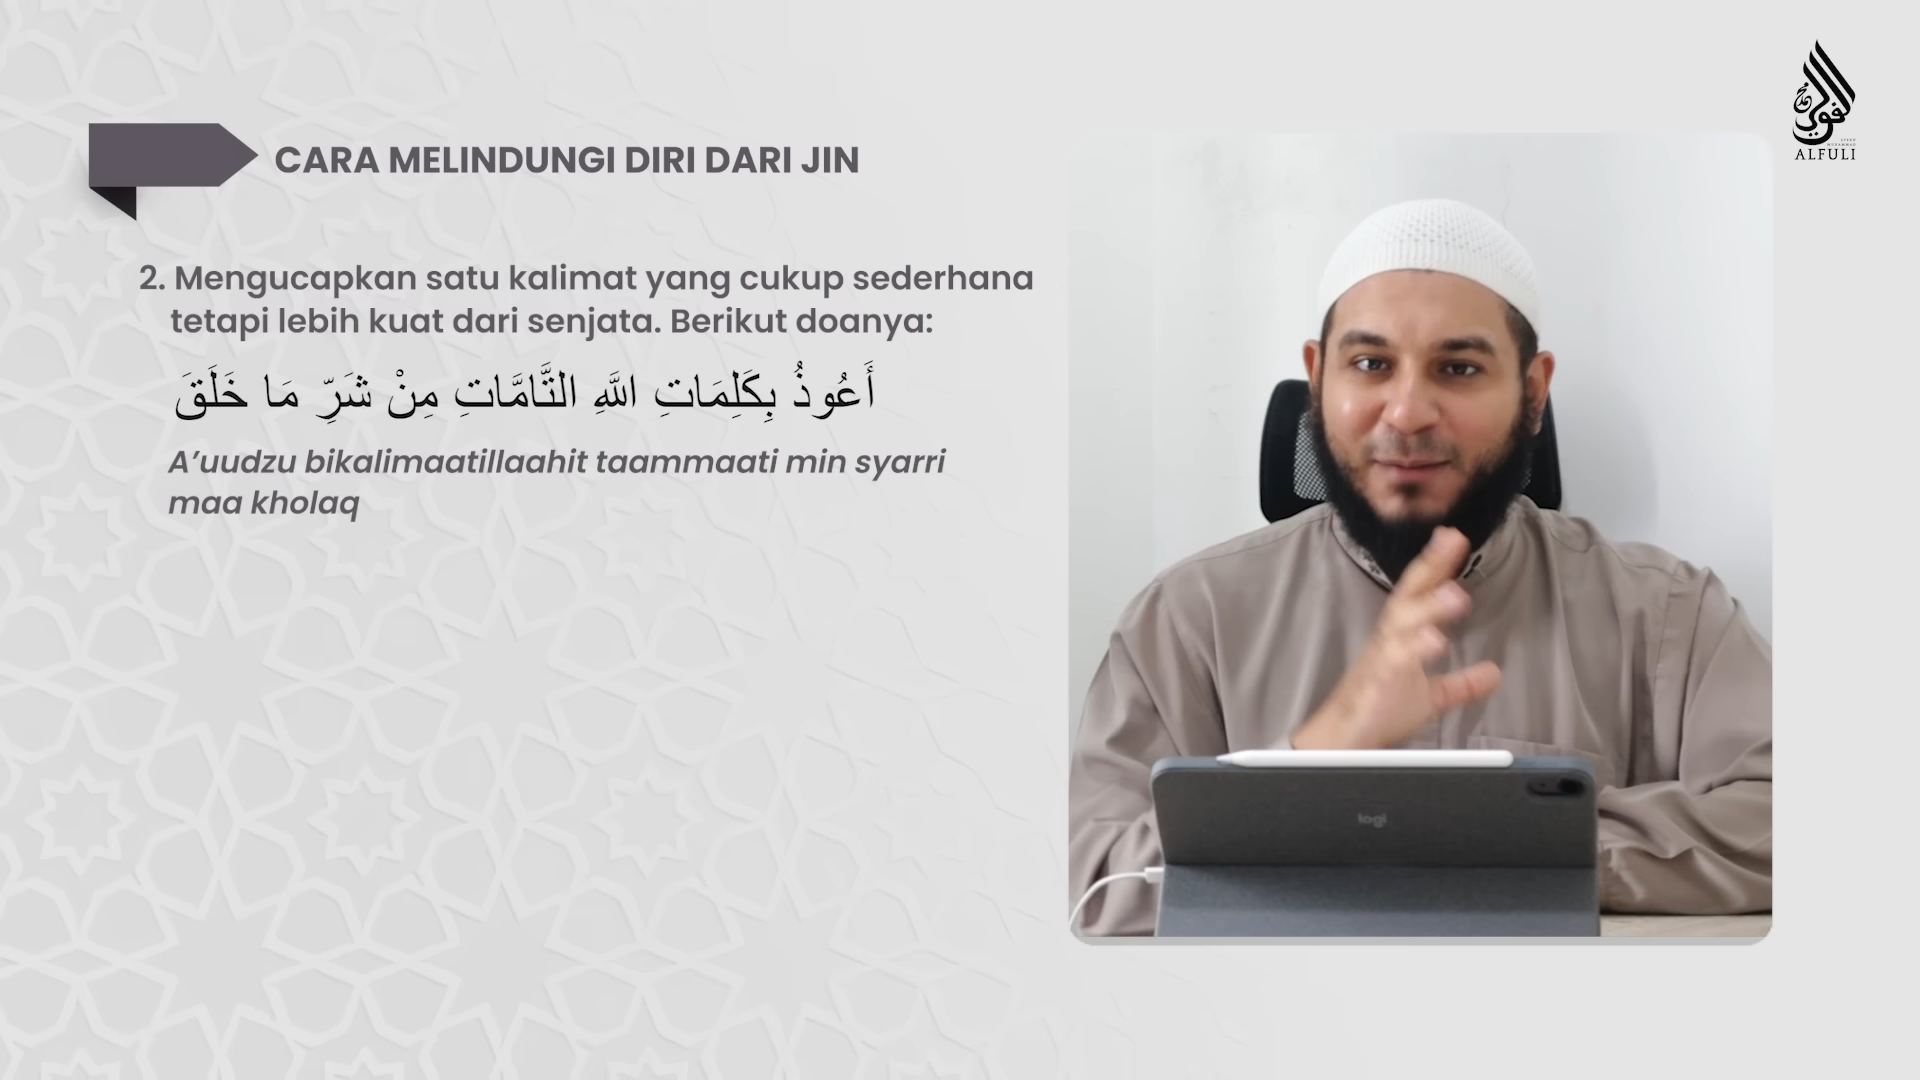 CARA MELINDUNGI DIRI DARI JIN
2. Mengucapkan satu kalimat yang cukup sederhana
tetapi lebih kuat dari senjata. Berikut doanya:
أَعُوذُ بِكَلِمَاتِ اللَّهِ التَّامَّاتِ مِنْ شَرِّ مَا خَلَقَ
A’uudzu bikalimaatillaahit taammaati min syarri
maa kholaq
ALFULI
logi